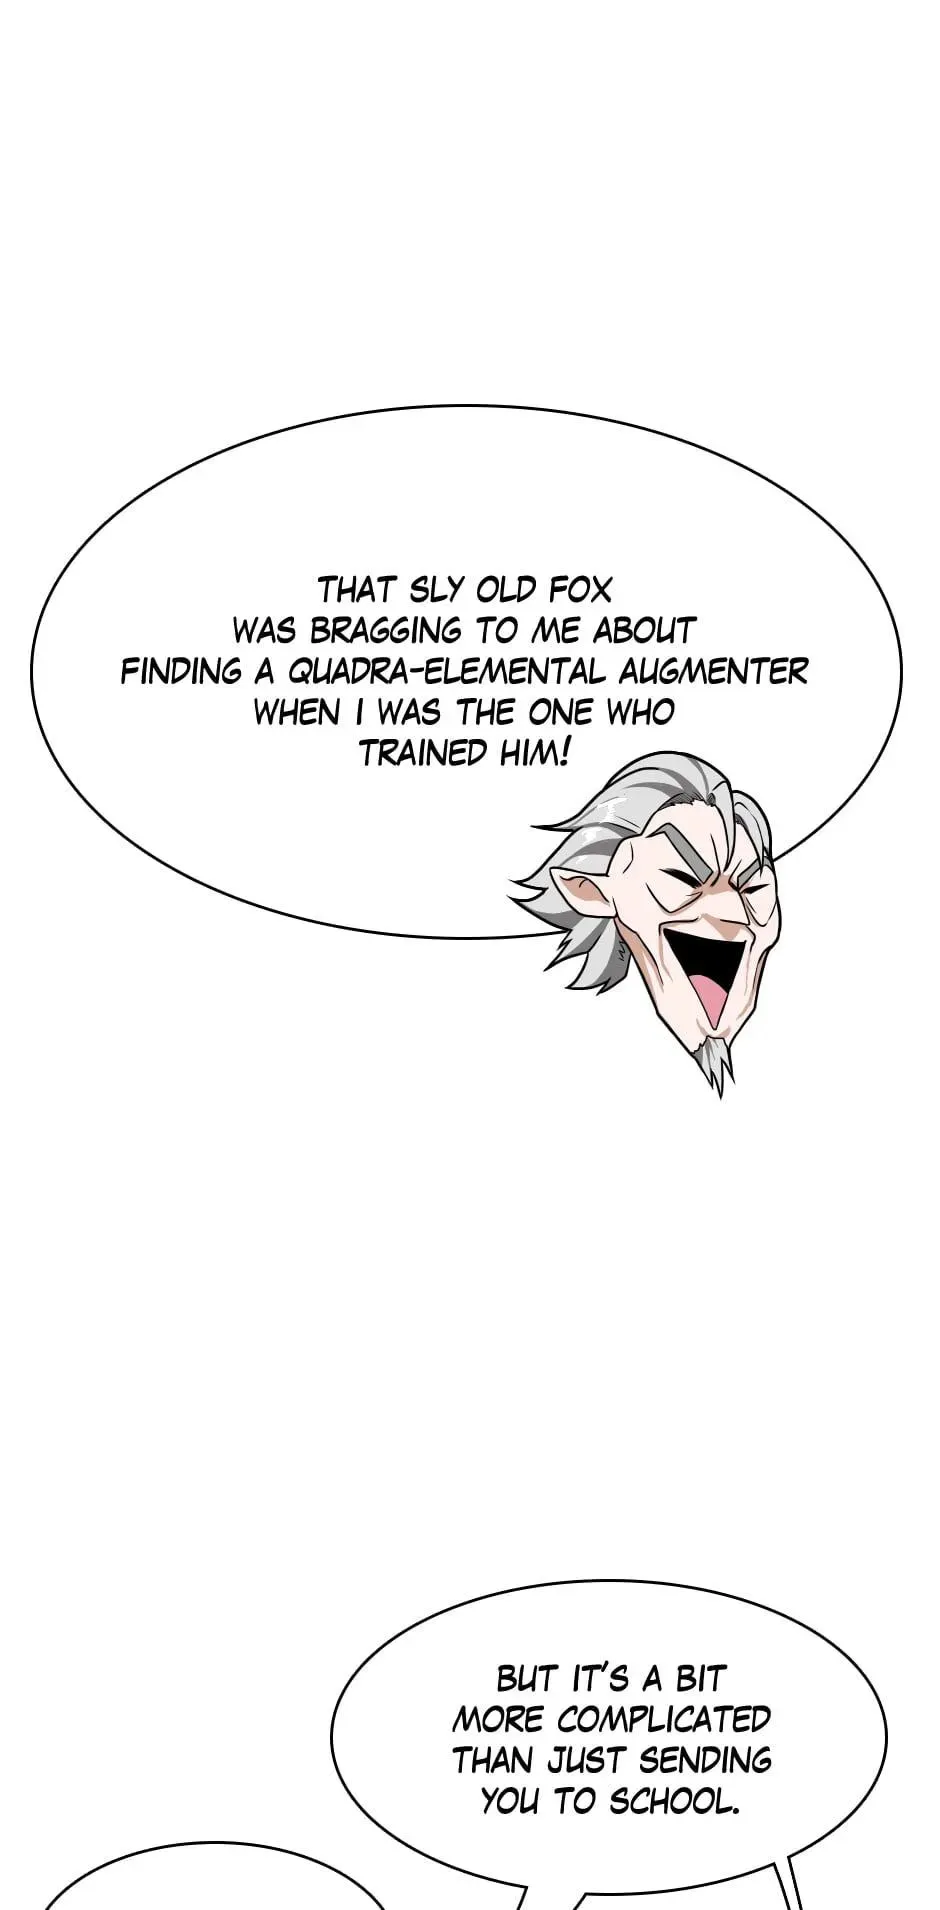 THAT SLY OLD FOX
WAS BRAGGING TO ME ABOUT
FINDING A QUADRA-ELEMENTAL AUGMENTER
WHEN I WAS THE ONE WHO
TRAINED HIM!
BUT IT'S A BIT
MORE COMPLICATED
THAN JUST SENDING
YOU TO SCHOOL.